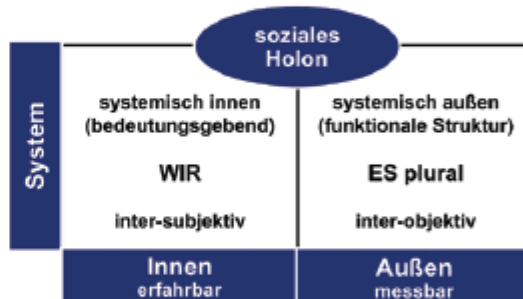 soziales
Holon
System
systemisch innen
(bedeutungsgebend)
WIR
inter-subjektiv
systemisch außen
(funktionale Struktur)
ES plural
inter-objektiv
Innen
erfahrbar
Außen
messbar